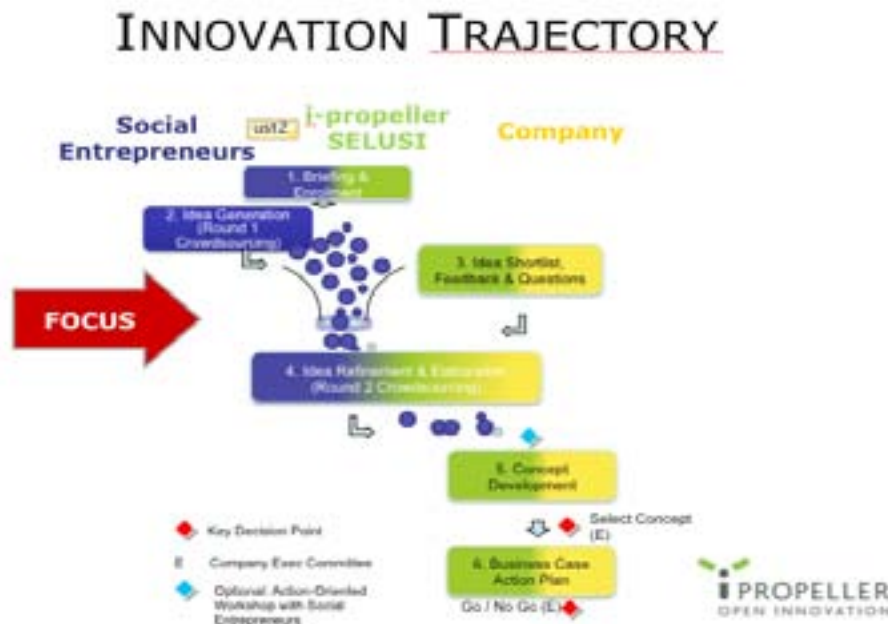 INNOVATION TRAJECTORY
Social
Entrepreneurs
i-propeller
SELUSI
Company
1. Briefing &
Enrolment
2. Idea Generation
(Round 1
Crowdsourcing)
3. Idea Shortlist,
Feedback & Questions
FOCUS
4. Idea Refinement &
(Round 2 Crowdsourcing)
5. Concept
Development
Select Concept
(E)
6. Business Case
Action Plan
Go / No Go (E)
Key Decision Point
E Company Exec Committee
Optional: Action-Oriented
Workshop with Social
Entrepreneurs
i PROPELLER
OPEN INNOVATION